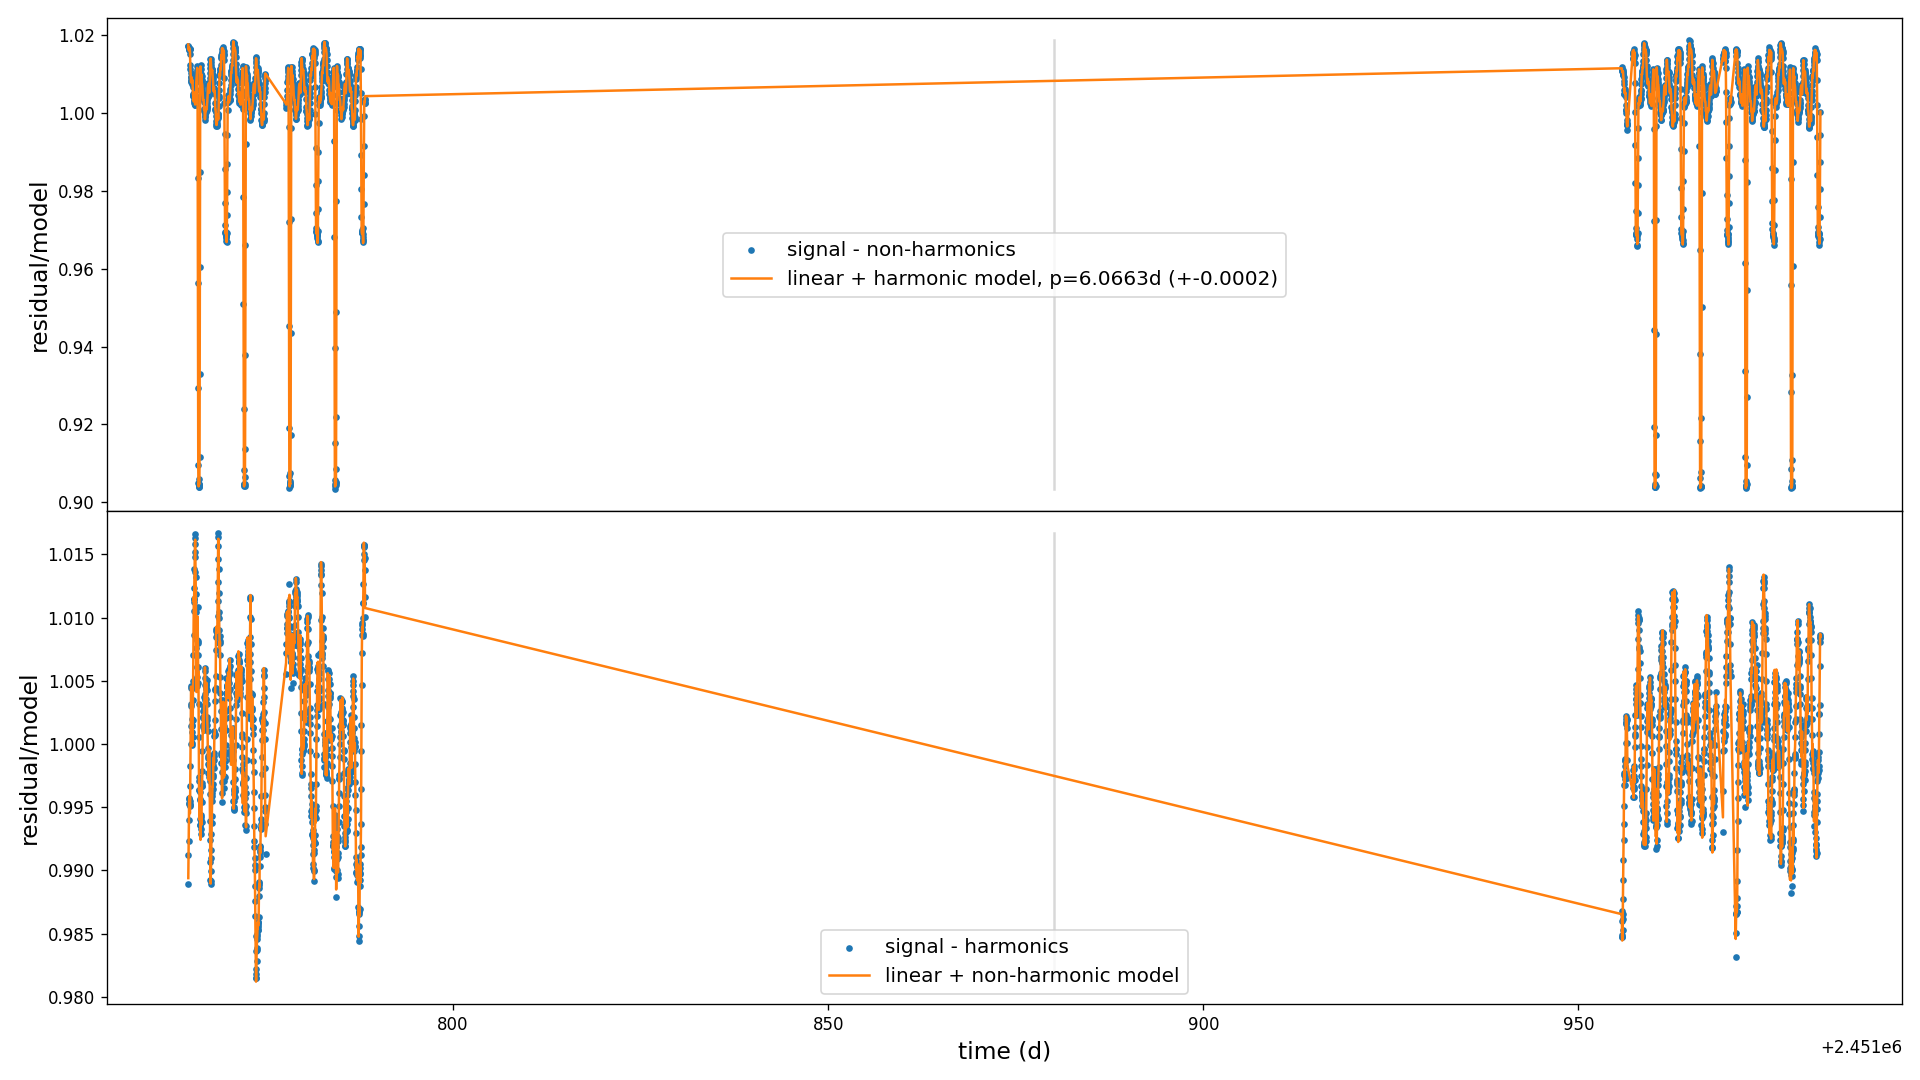 1.02
1.00
0.98
0.96
0.94
0.92
0.90
residual/model
signal - non-harmonics
linear + harmonic model, p=6.0663d (+-0.0002)
1.015
1.010
1.005
1.000
0.995
0.990
0.985
0.980
residual/model
signal - harmonics
linear + non-harmonic model
800
850
900
950
time (d)
+2.451e6